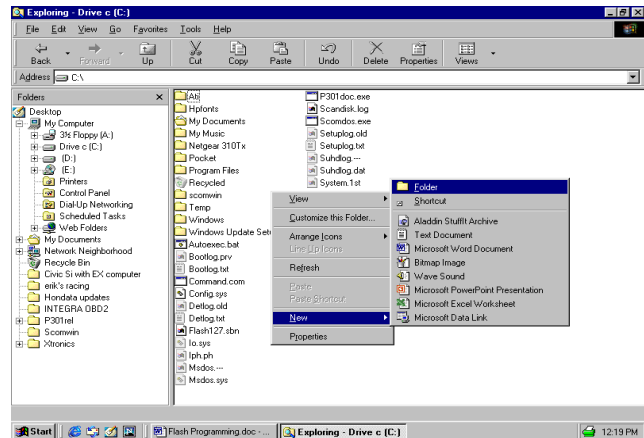 Exploring - Drive c (C:)
File Edit View Go Favorites Tools Help
Back Forward Up Cut Copy Paste Undo Delete Properties Views
Address C:\
Folders
Desktop
My Computer
3½ Floppy (A:)
Drive c (C:)
(D:)
(E:)
Printers
Control Panel
Dial-Up Networking
Scheduled Tasks
Web Folders
My Documents
Network Neighborhood
Recycle Bin
Civic Si with EX computer
erik's racing
Hondata updates
INTEGRA OBD2
P301rel
Scomwin
Xtronics
Ati
Hpfonts
My Documents
My Music
Netgear 310Tx
Pocket
Program Files
Recycled
scomwin
Temp
Windows
Windows Update Setu
Autoexec.bat
Bootlog.prv
Bootlog.txt
Command.com
Config.sys
Detlog.old
Detlog.txt
Flash127.sbn
Io.sys
Iph.ph
Msdos.---
Msdos.sys
P301doc.exe
Scandisk.log
Scomdos.exe
Setuplog.old
Setuplog.txt
Suhdlog.---
Suhdlog.dat
System.1st
View
Customize this Folder...
Arrange Icons
Line Up Icons
Refresh
Paste
Paste Shortcut
New
Properties
Folder
Shortcut
Aladdin StuffIt Archive
Text Document
Microsoft Word Document
Bitmap Image
Wave Sound
Microsoft PowerPoint Presentation
Microsoft Excel Worksheet
Microsoft Data Link
Start Flash Programming.doc -... Exploring - Drive c (C:) 12:19 PM